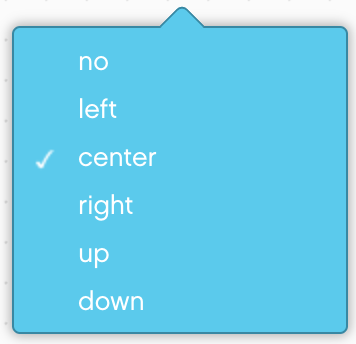 no
left
✓ center
right
up
down